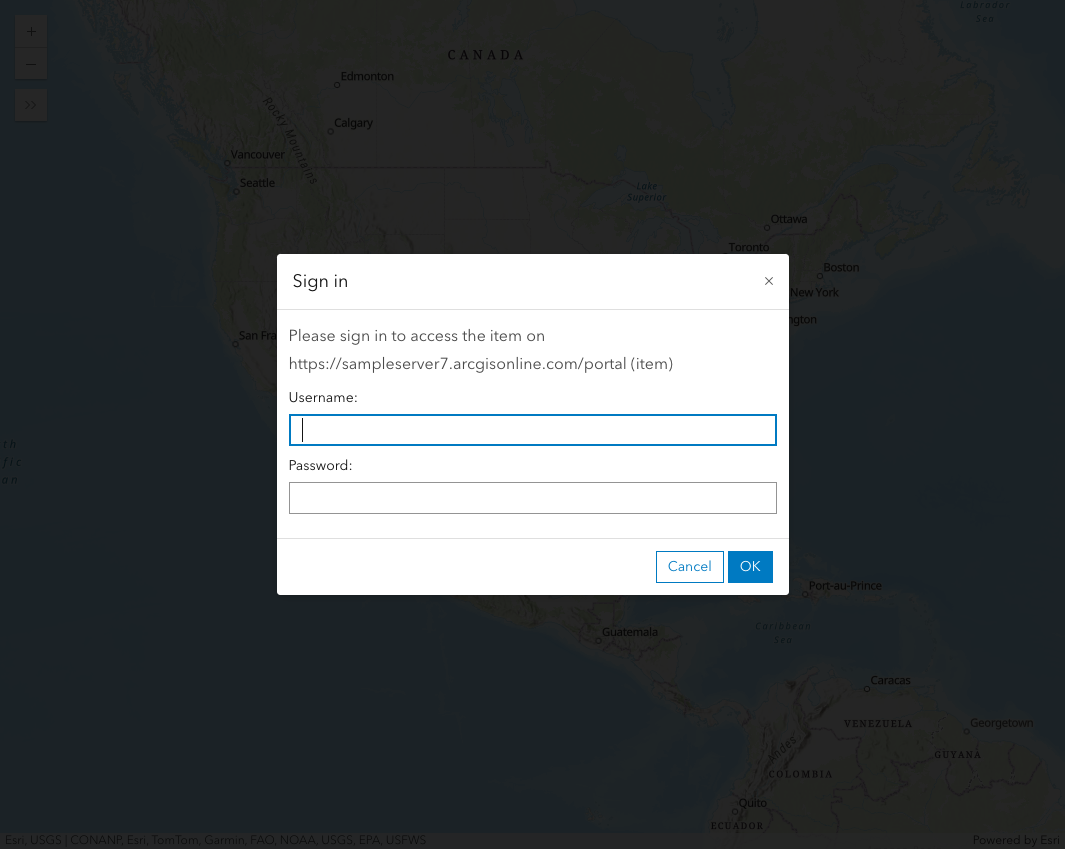 Labrador
Sea
CANADA
Edmonton
Rocky Mountains
Calgary
Vancouver
Seattle
Lake
Superior
Ottawa
Toronto
Boston
New York
ngton
San Fra
Sign in
Please sign in to access the item on
https://sampleserver7.arcgisonline.com/portal (item)
Username:
Password:
Cancel
OK
th
fic
an
Port-au-Prince
Guatemala
Caribbean
Sea
Caracas
VENEZUELA
Georgetown
GUYANA
Andes
COLOMBIA
Quito
ECUADOR
Esri, USGS | CONANP, Esri, TomTom, Garmin, FAO, NOAA, USGS, EPA, USFWS
Powered by Esri